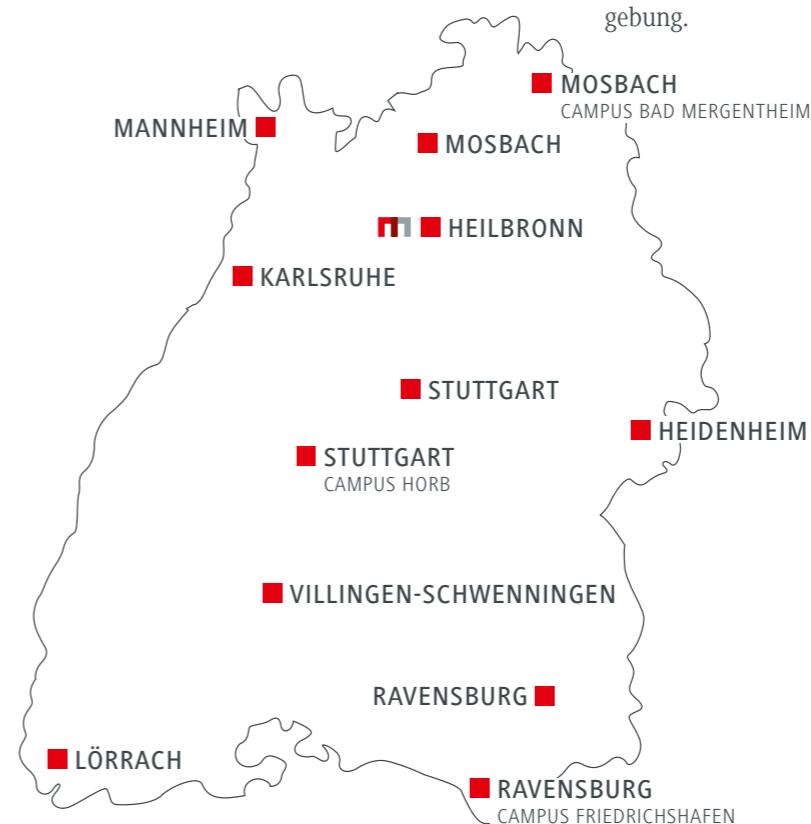 gebung.
MOSBACH
CAMPUS BAD MERGENTHEIM
MANNHEIM
MOSBACH
HEILBRONN
KARLSRUHE
STUTTGART
HEIDENHEIM
STUTTGART
CAMPUS HORB
VILLINGEN-SCHWENNINGEN
RAVENSBURG
LÖRRACH
RAVENSBURG
CAMPUS FRIEDRICHSHAFEN